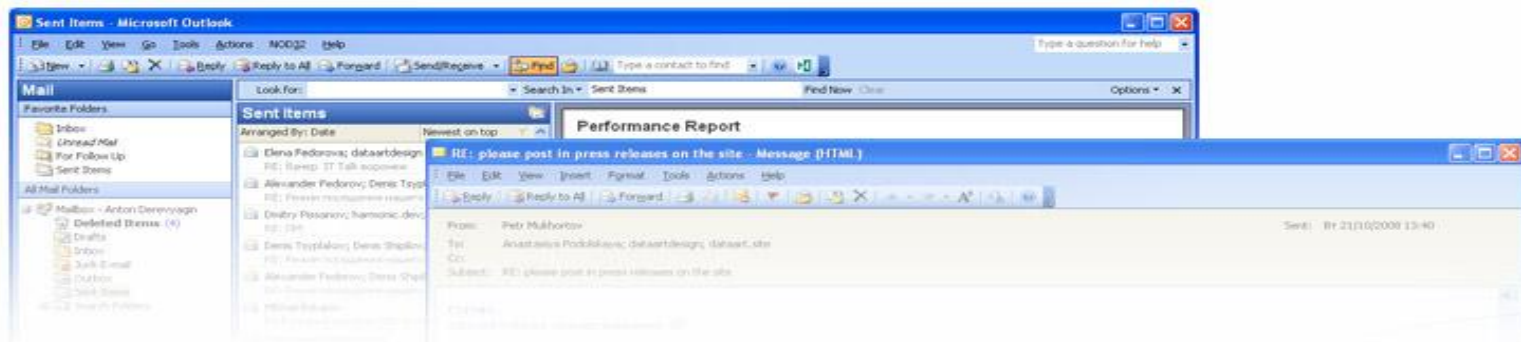 Sent Items - Microsoft Outlook
File Edit View Go Tools Actions NOD32 Help
Type a question for help
New Reply Reply to All Forward Send/Receive Find Type a contact to find
Mail
Look for: Search In Sent Items Find Now Clear Options
Favorite Folders
Inbox
Unread Mail
For Follow Up
Sent Items
All Mail Folders
Mailbox - Anton Derevyagin
Deleted Items (4)
Drafts
Inbox
Junk E-mail
Outbox
Sent Items
Search Folders
Sent Items
Arranged By: Date Newest on top
Elena Fedorova; dataartdesign
Alexander Fedorov; Denis Tsypl
Dmitry Possanov; harmonic.dev;
Denis Tsyplakov; Denis Shipilov;
Alexander Fedorov; Denis Shipil
Performance Report
RE: please post in press releases on the site - Message (HTML)
File Edit View Insert Format Tools Actions Help
Reply Reply to All Forward
From: Petr Mukhortov Sent: Вт 21/10/2008 15:40
To: Anastasiya Podolskaya; dataartdesign; dataart_site
Cc:
Subject: RE: please post in press releases on the site